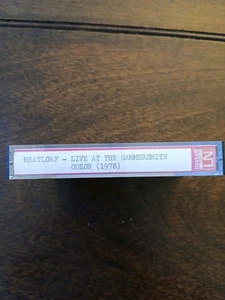 MEATLOAF - LIVE AT THE HAMMERSMITH
ODEON (1978)